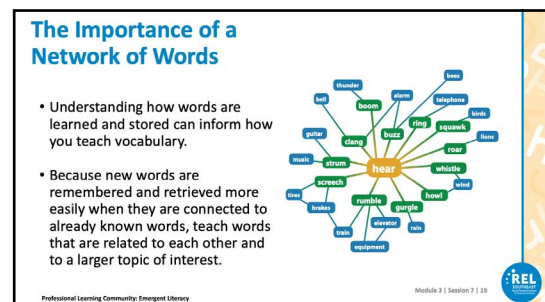 The Importance of a
Network of Words
• Understanding how words are
learned and stored can inform how
you teach vocabulary.
• Because new words are
remembered and retrieved more
easily when they are connected to
already known words, teach words
that are related to each other and
to a larger topic of interest.
bees
thunder
alarm
telephone
bell
boom
birds
ring
squawk
lions
guitar
clang
buzz
roar
music
strum
hear
whistle
wind
screech
tires
howl
brakes
rumble
gurgle
elevator
rain
train
equipment
Module 3 | Session 7 | 19
REL
SOUTHEAST
Professional Learning Community: Emergent Literacy